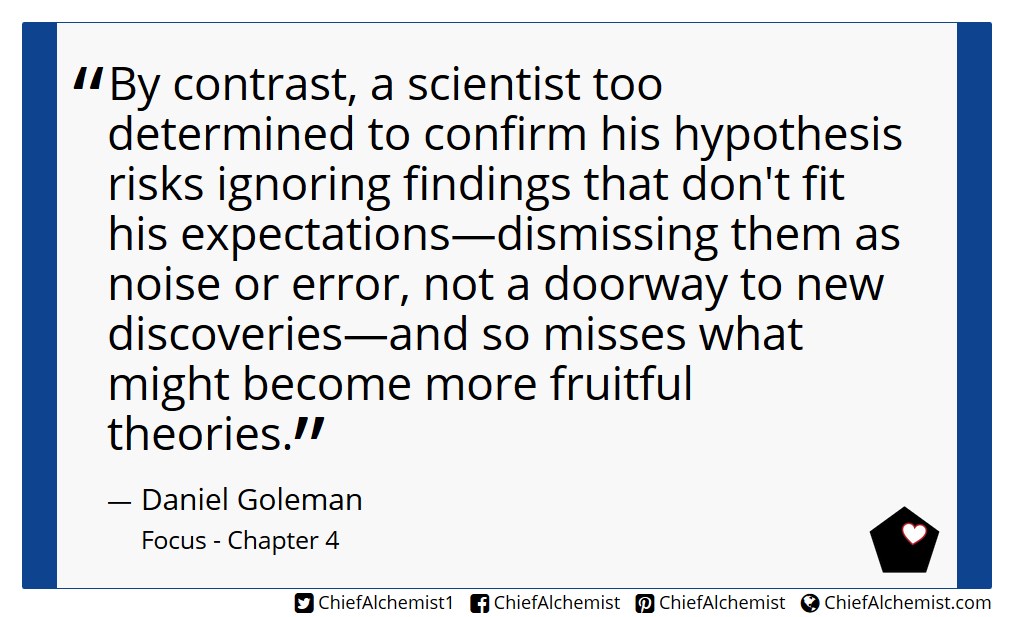 “By contrast, a scientist too
determined to confirm his hypothesis
risks ignoring findings that don't fit
his expectations—dismissing them as
noise or error, not a doorway to new
discoveries—and so misses what
might become more fruitful
theories.”
— Daniel Goleman
Focus - Chapter 4
ChiefAlchemist1 ChiefAlchemist ChiefAlchemist ChiefAlchemist.com